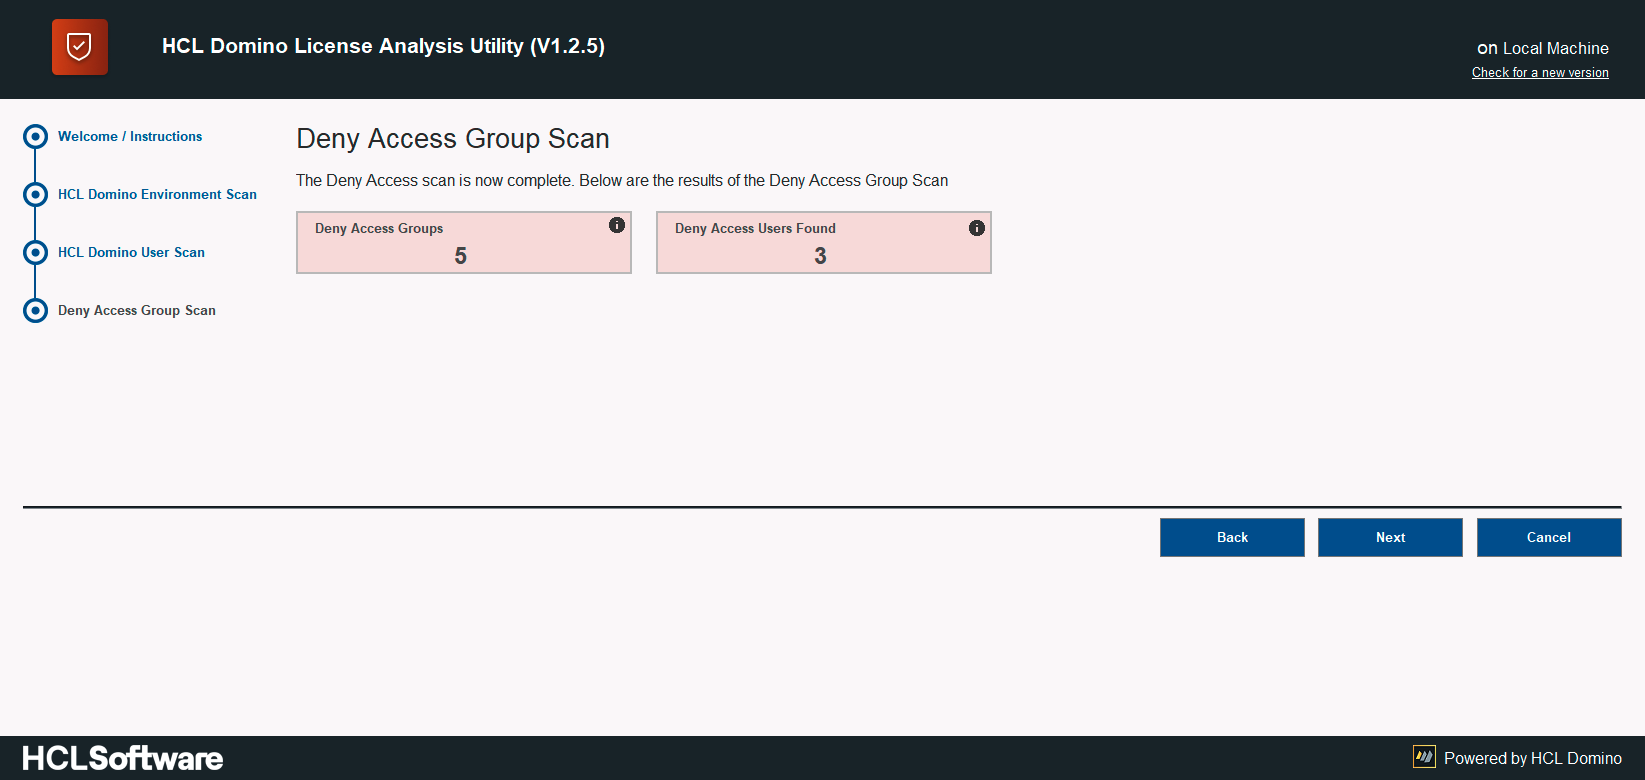 HCL Domino License Analysis Utility (V1.2.5)
on Local Machine
Check for a new version
Welcome / Instructions
HCL Domino Environment Scan
HCL Domino User Scan
Deny Access Group Scan
Deny Access Group Scan
The Deny Access scan is now complete. Below are the results of the Deny Access Group Scan
Deny Access Groups
5
Deny Access Users Found
3
Back
Next
Cancel
HCLSoftware
Powered by HCL Domino